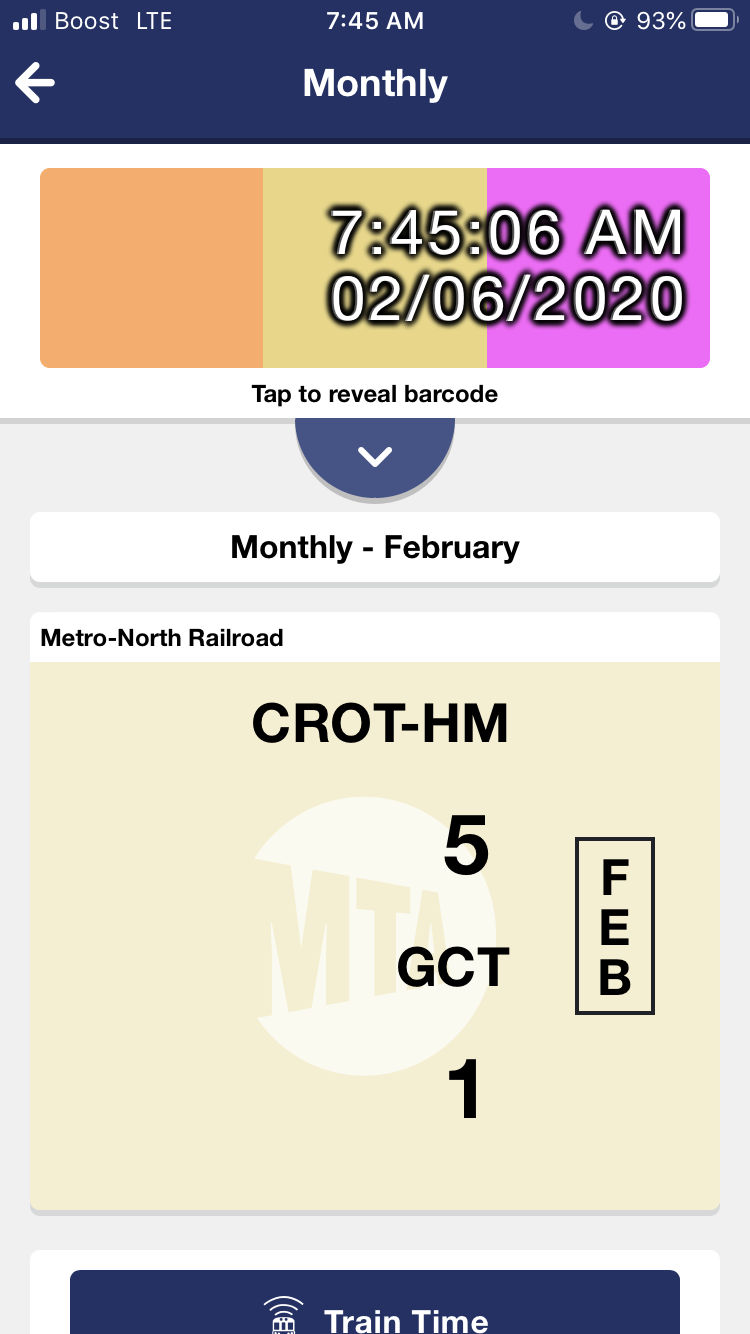 Boost LTE 7:45 AM 93%
Monthly
7:45:06 AM
02/06/2020
Tap to reveal barcode
Monthly - February
Metro-North Railroad
CROT-HM
5
GCT
1
F
E
B
MTA
Train Time